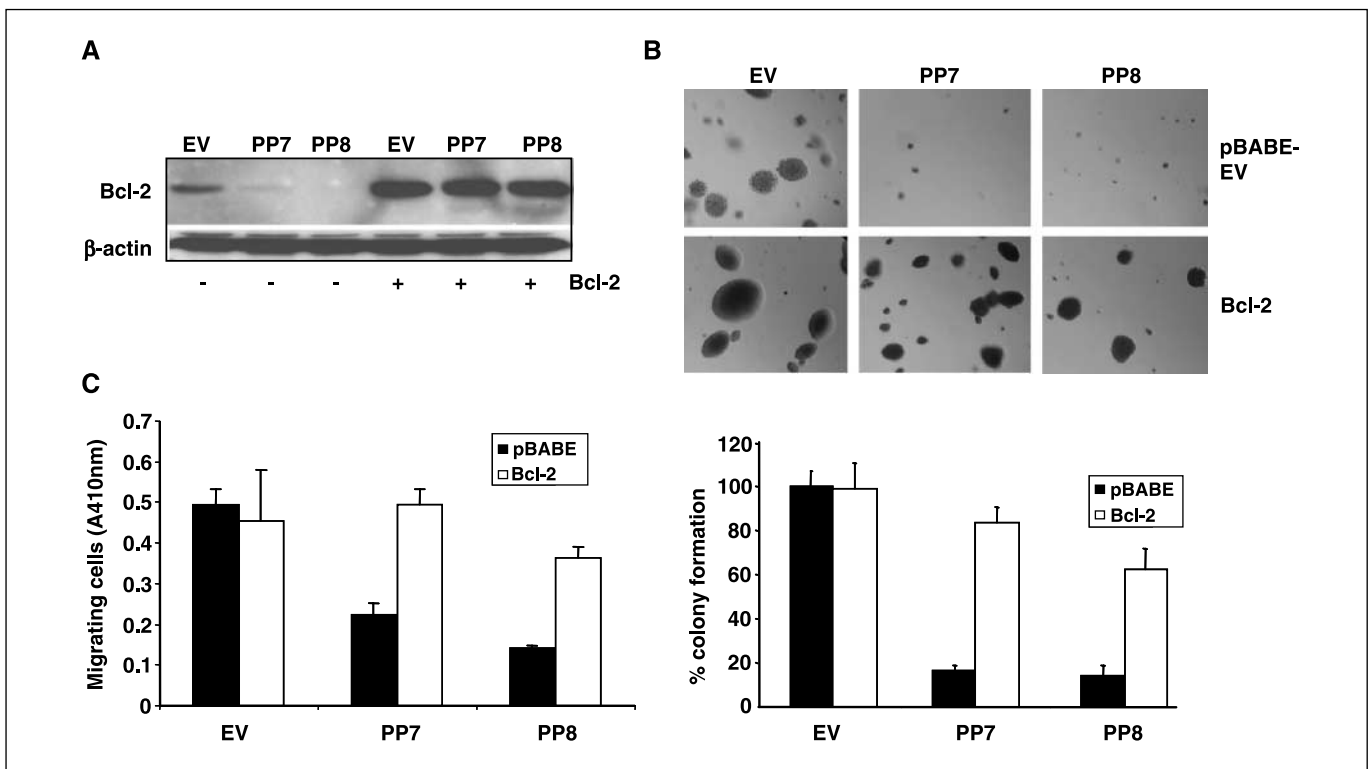 A
EV PP7 PP8 EV PP7 PP8
Bcl-2
β-actin
- - - + + + Bcl-2
B
EV PP7 PP8
pBABE-
EV
Bcl-2
C
Migrating cells (A410nm)
0.7
0.6
0.5
0.4
0.3
0.2
0.1
0
pBABE
Bcl-2
EV PP7 PP8
% colony formation
120
100
80
60
40
20
0
pBABE
Bcl-2
EV PP7 PP8